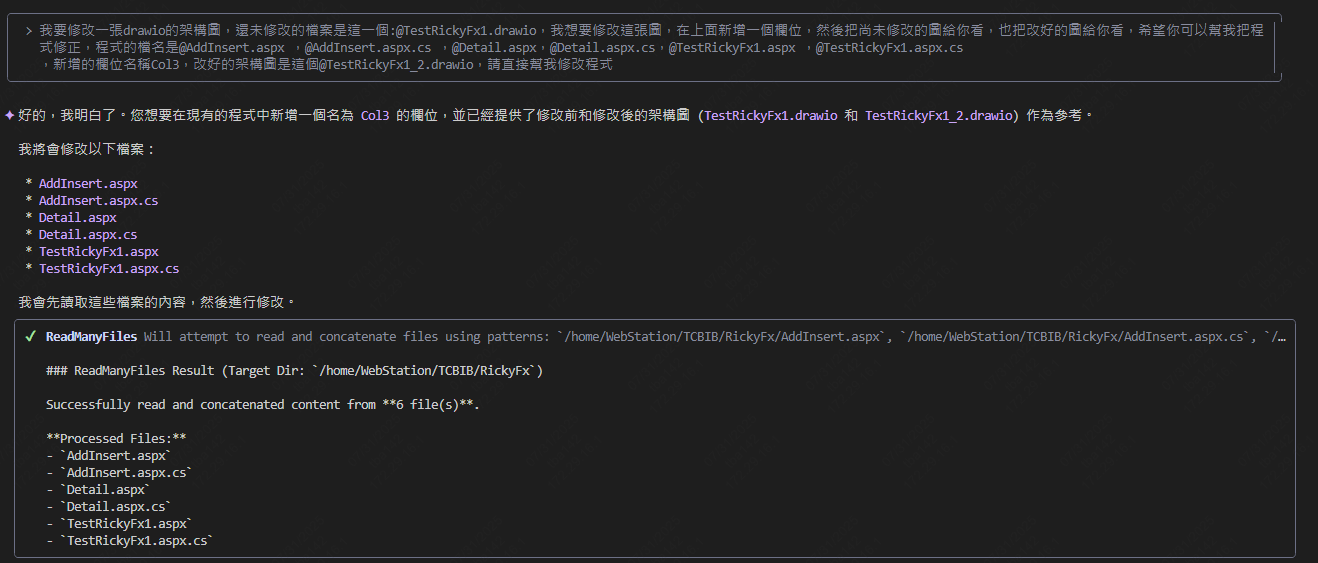 > 我要修改一張drawio的架構圖，還未修改的檔案是這一個:@TestRickyFx1.drawio，我想要修改這張圖，在上面新增一個欄位，然後把尚未修改的圖給你看，也把改好的圖給你看，希望你可以幫我把程
式修正，程式的檔名是@AddInsert.aspx ，@AddInsert.aspx.cs ，@Detail.aspx，@Detail.aspx.cs，@TestRickyFx1.aspx ，@TestRickyFx1.aspx.cs
，新增的欄位名稱Col3，改好的架構圖是這個@TestRickyFx1_2.drawio，請直接幫我修改程式
✦ 好的，我明白了。您想要在現有的程式中新增一個名為 Col3 的欄位，並已經提供了修改前和修改後的架構圖 (TestRickyFx1.drawio 和 TestRickyFx1_2.drawio) 作為參考。
我將會修改以下檔案：
* AddInsert.aspx
* AddInsert.aspx.cs
* Detail.aspx
* Detail.aspx.cs
* TestRickyFx1.aspx
* TestRickyFx1.aspx.cs
我會先讀取這些檔案的內容，然後進行修改。
✔ ReadManyFiles Will attempt to read and concatenate files using patterns: `/home/WebStation/TCBIB/RickyFx/AddInsert.aspx`, `/home/WebStation/TCBIB/RickyFx/AddInsert.aspx.cs`, `/…
### ReadManyFiles Result (Target Dir: `/home/WebStation/TCBIB/RickyFx`)
Successfully read and concatenated content from **6 file(s)**.
**Processed Files:**
- `AddInsert.aspx`
- `AddInsert.aspx.cs`
- `Detail.aspx`
- `Detail.aspx.cs`
- `TestRickyFx1.aspx`
- `TestRickyFx1.aspx.cs`